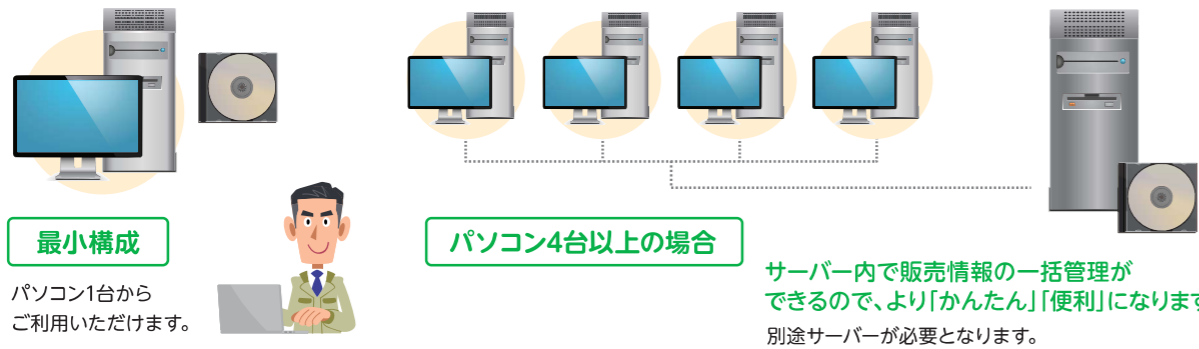 最小構成
パソコン1台から
ご利用いただけます。
パソコン4台以上の場合
サーバー内で販売情報の一括管理が
できるので、より「かんたん」「便利」になります
別途サーバーが必要となります。